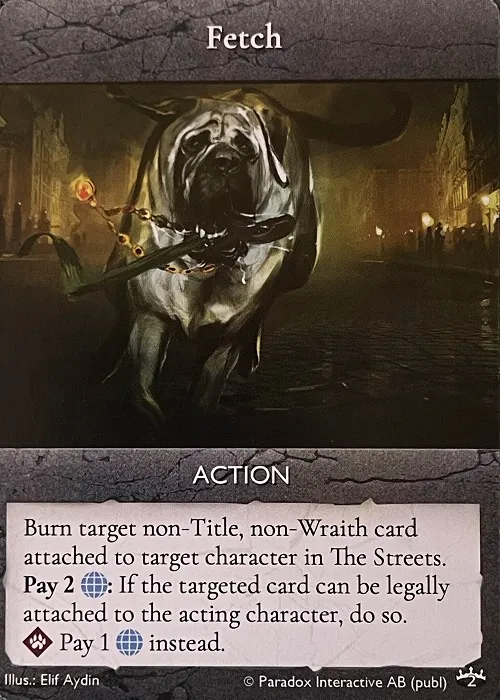 Fetch
ACTION
Burn target non-Title, non-Wraith card
attached to target character in The Streets.
Pay 2 : If the targeted card can be legally
attached to the acting character, do so.
Pay 1 instead.
Illus.: Elif Aydin © Paradox Interactive AB (publ) 2